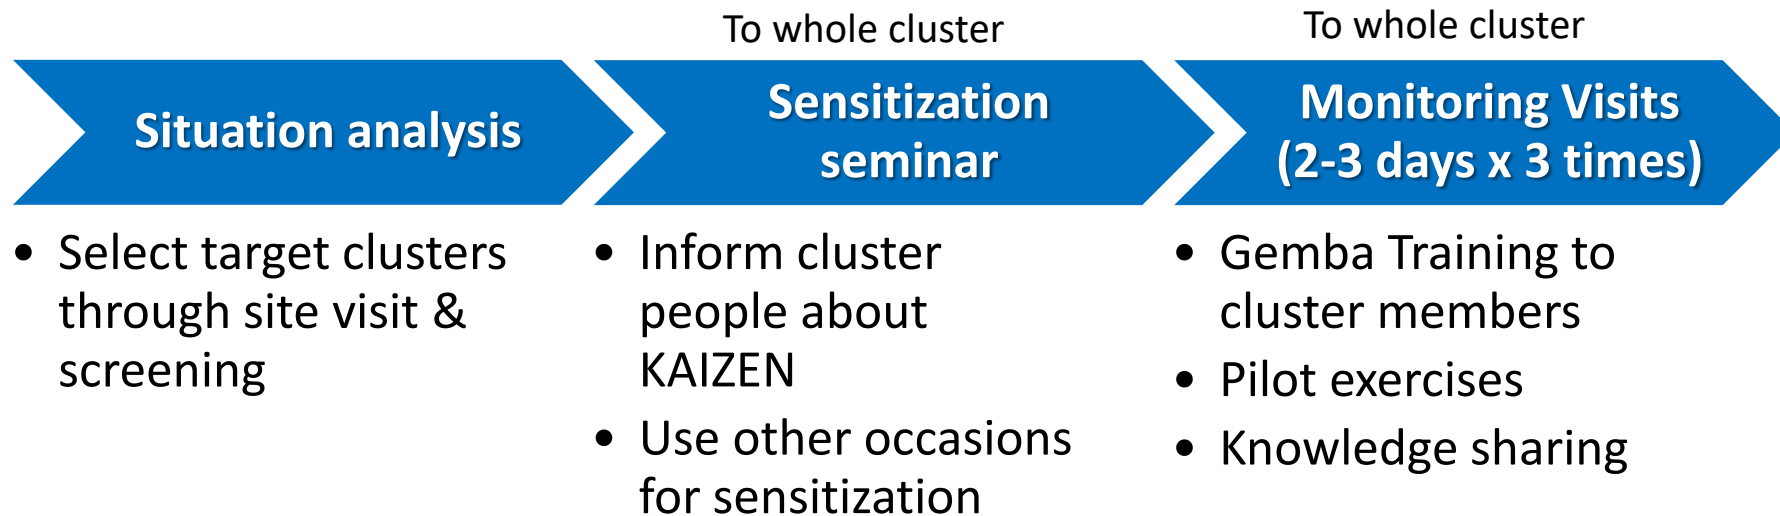 Situation analysis
• Select target clusters
through site visit &
screening
To whole cluster
Sensitization
seminar
• Inform cluster
people about
KAIZEN
• Use other occasions
for sensitization
To whole cluster
Monitoring Visits
(2-3 days x 3 times)
• Gemba Training to
cluster members
• Pilot exercises
• Knowledge sharing